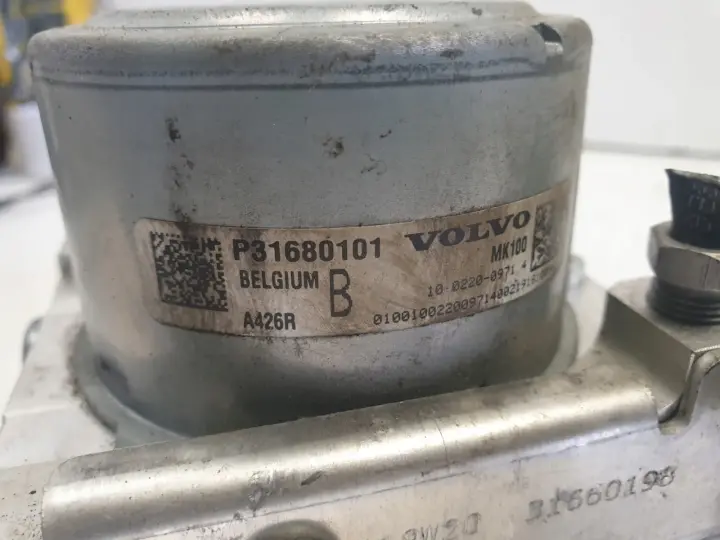 P31680101 VOLVO
BELGIUM B MK100
10-0220-0971 4
A426R
31660198